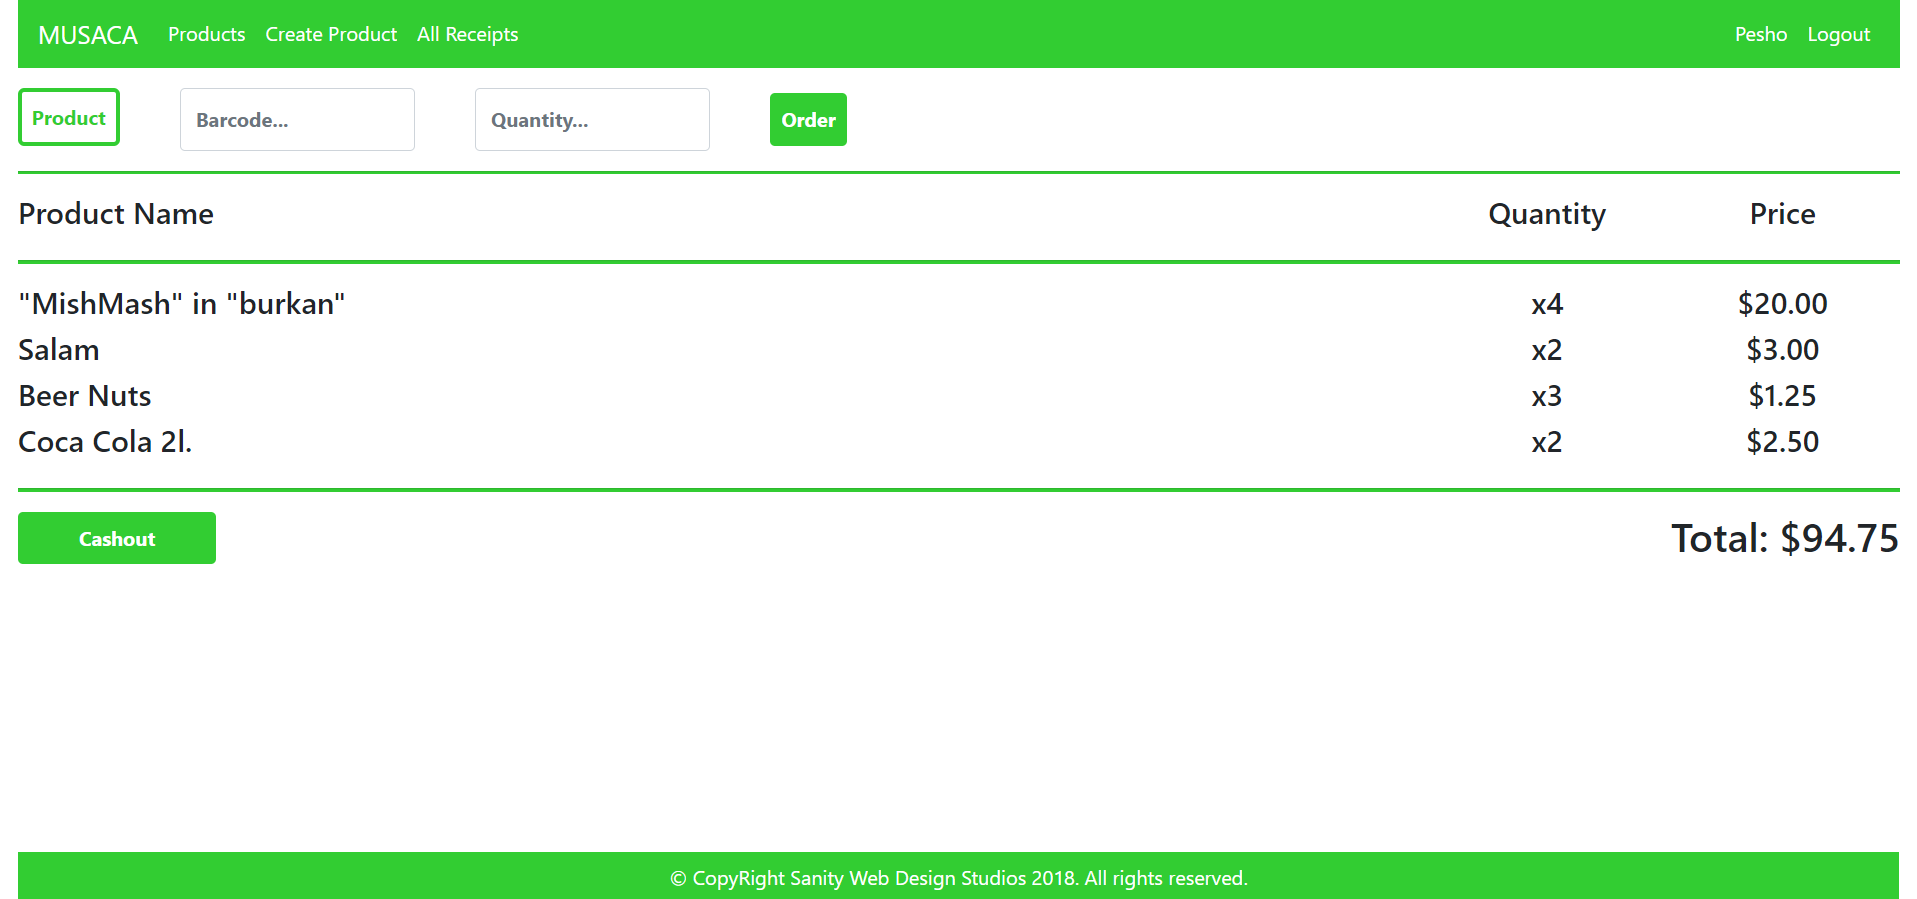 MUSACA Products Create Product All Receipts Pesho Logout
Product Barcode... Quantity... Order
Product Name Quantity Price
"MishMash" in "burkan" x4 $20.00
Salam x2 $3.00
Beer Nuts x3 $1.25
Coca Cola 2l. x2 $2.50
Cashout Total: $94.75
© CopyRight Sanity Web Design Studios 2018. All rights reserved.